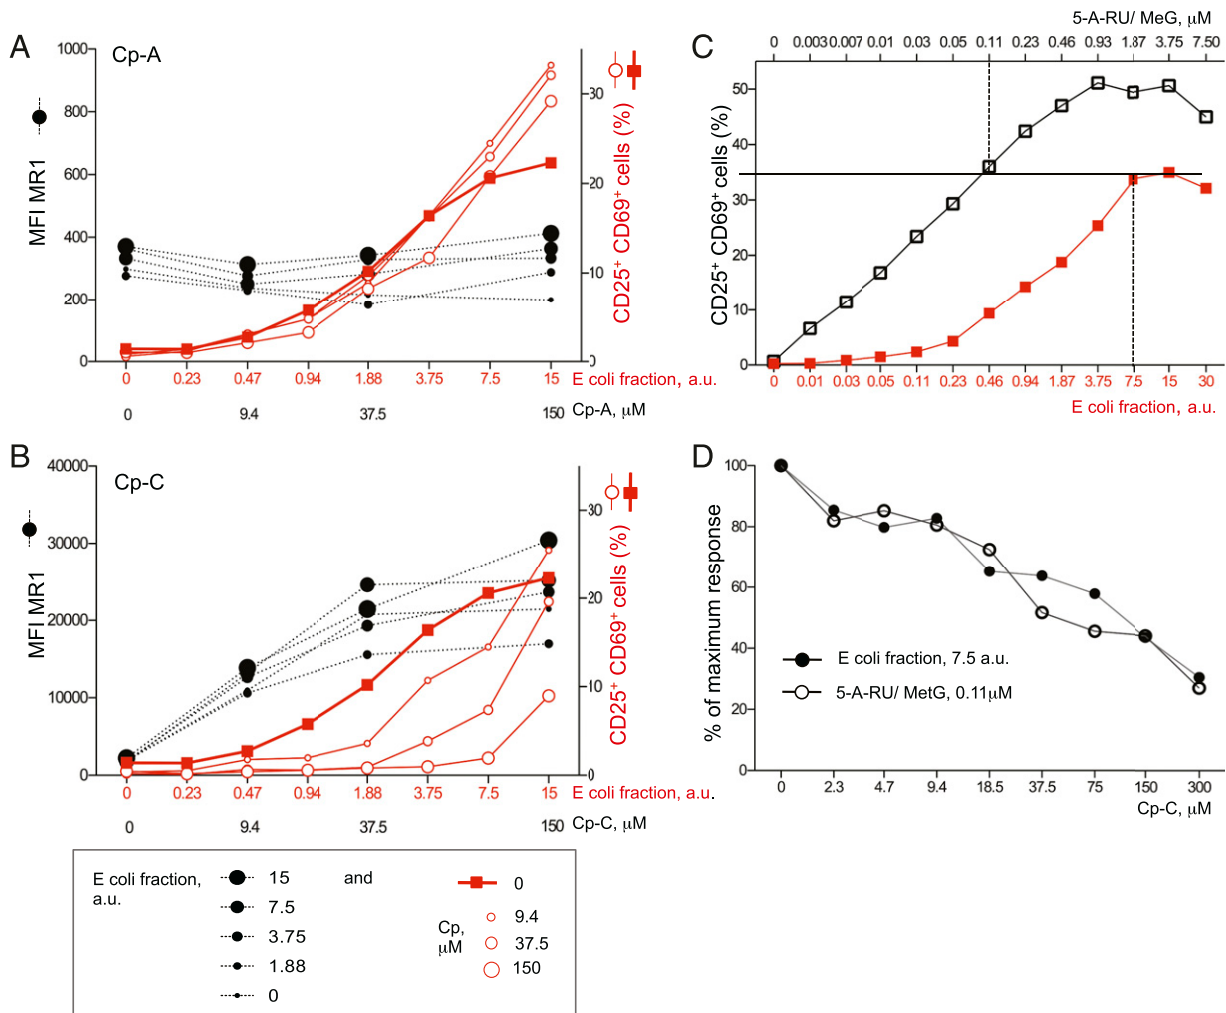 A
Cp-A
1000
800
600
400
200
0
MFI MR1
30
20
10
0
CD25+ CD69+ cells (%)
0 0.23 0.47 0.94 1.88 3.75 7.5 15 E coli fraction, a.u.
0 9.4 37.5 150 Cp-A, μM
B
Cp-C
40000
30000
20000
10000
0
MFI MR1
30
20
10
0
CD25+ CD69+ cells (%)
0 0.23 0.47 0.94 1.88 3.75 7.5 15 E coli fraction, a.u.
0 9.4 37.5 150 Cp-C, μM
E coli fraction,
a.u.
15 and
7.5
3.75
1.88
0
0
Cp,
μM
9.4
37.5
150
C
5-A-RU/ MeG, μM
0 0.003 0.007 0.01 0.03 0.05 0.11 0.23 0.46 0.93 1.87 3.75 7.50
50
40
30
20
10
0
CD25+ CD69+ cells (%)
0 0.01 0.03 0.05 0.11 0.23 0.46 0.94 1.87 3.75 7.5 15 30
E coli fraction, a.u.
D
100
80
60
40
20
0
% of maximum response
E coli fraction, 7.5 a.u.
5-A-RU/ MetG, 0.11μM
0 2.3 4.7 9.4 18.5 37.5 75 150 300
Cp-C, μM